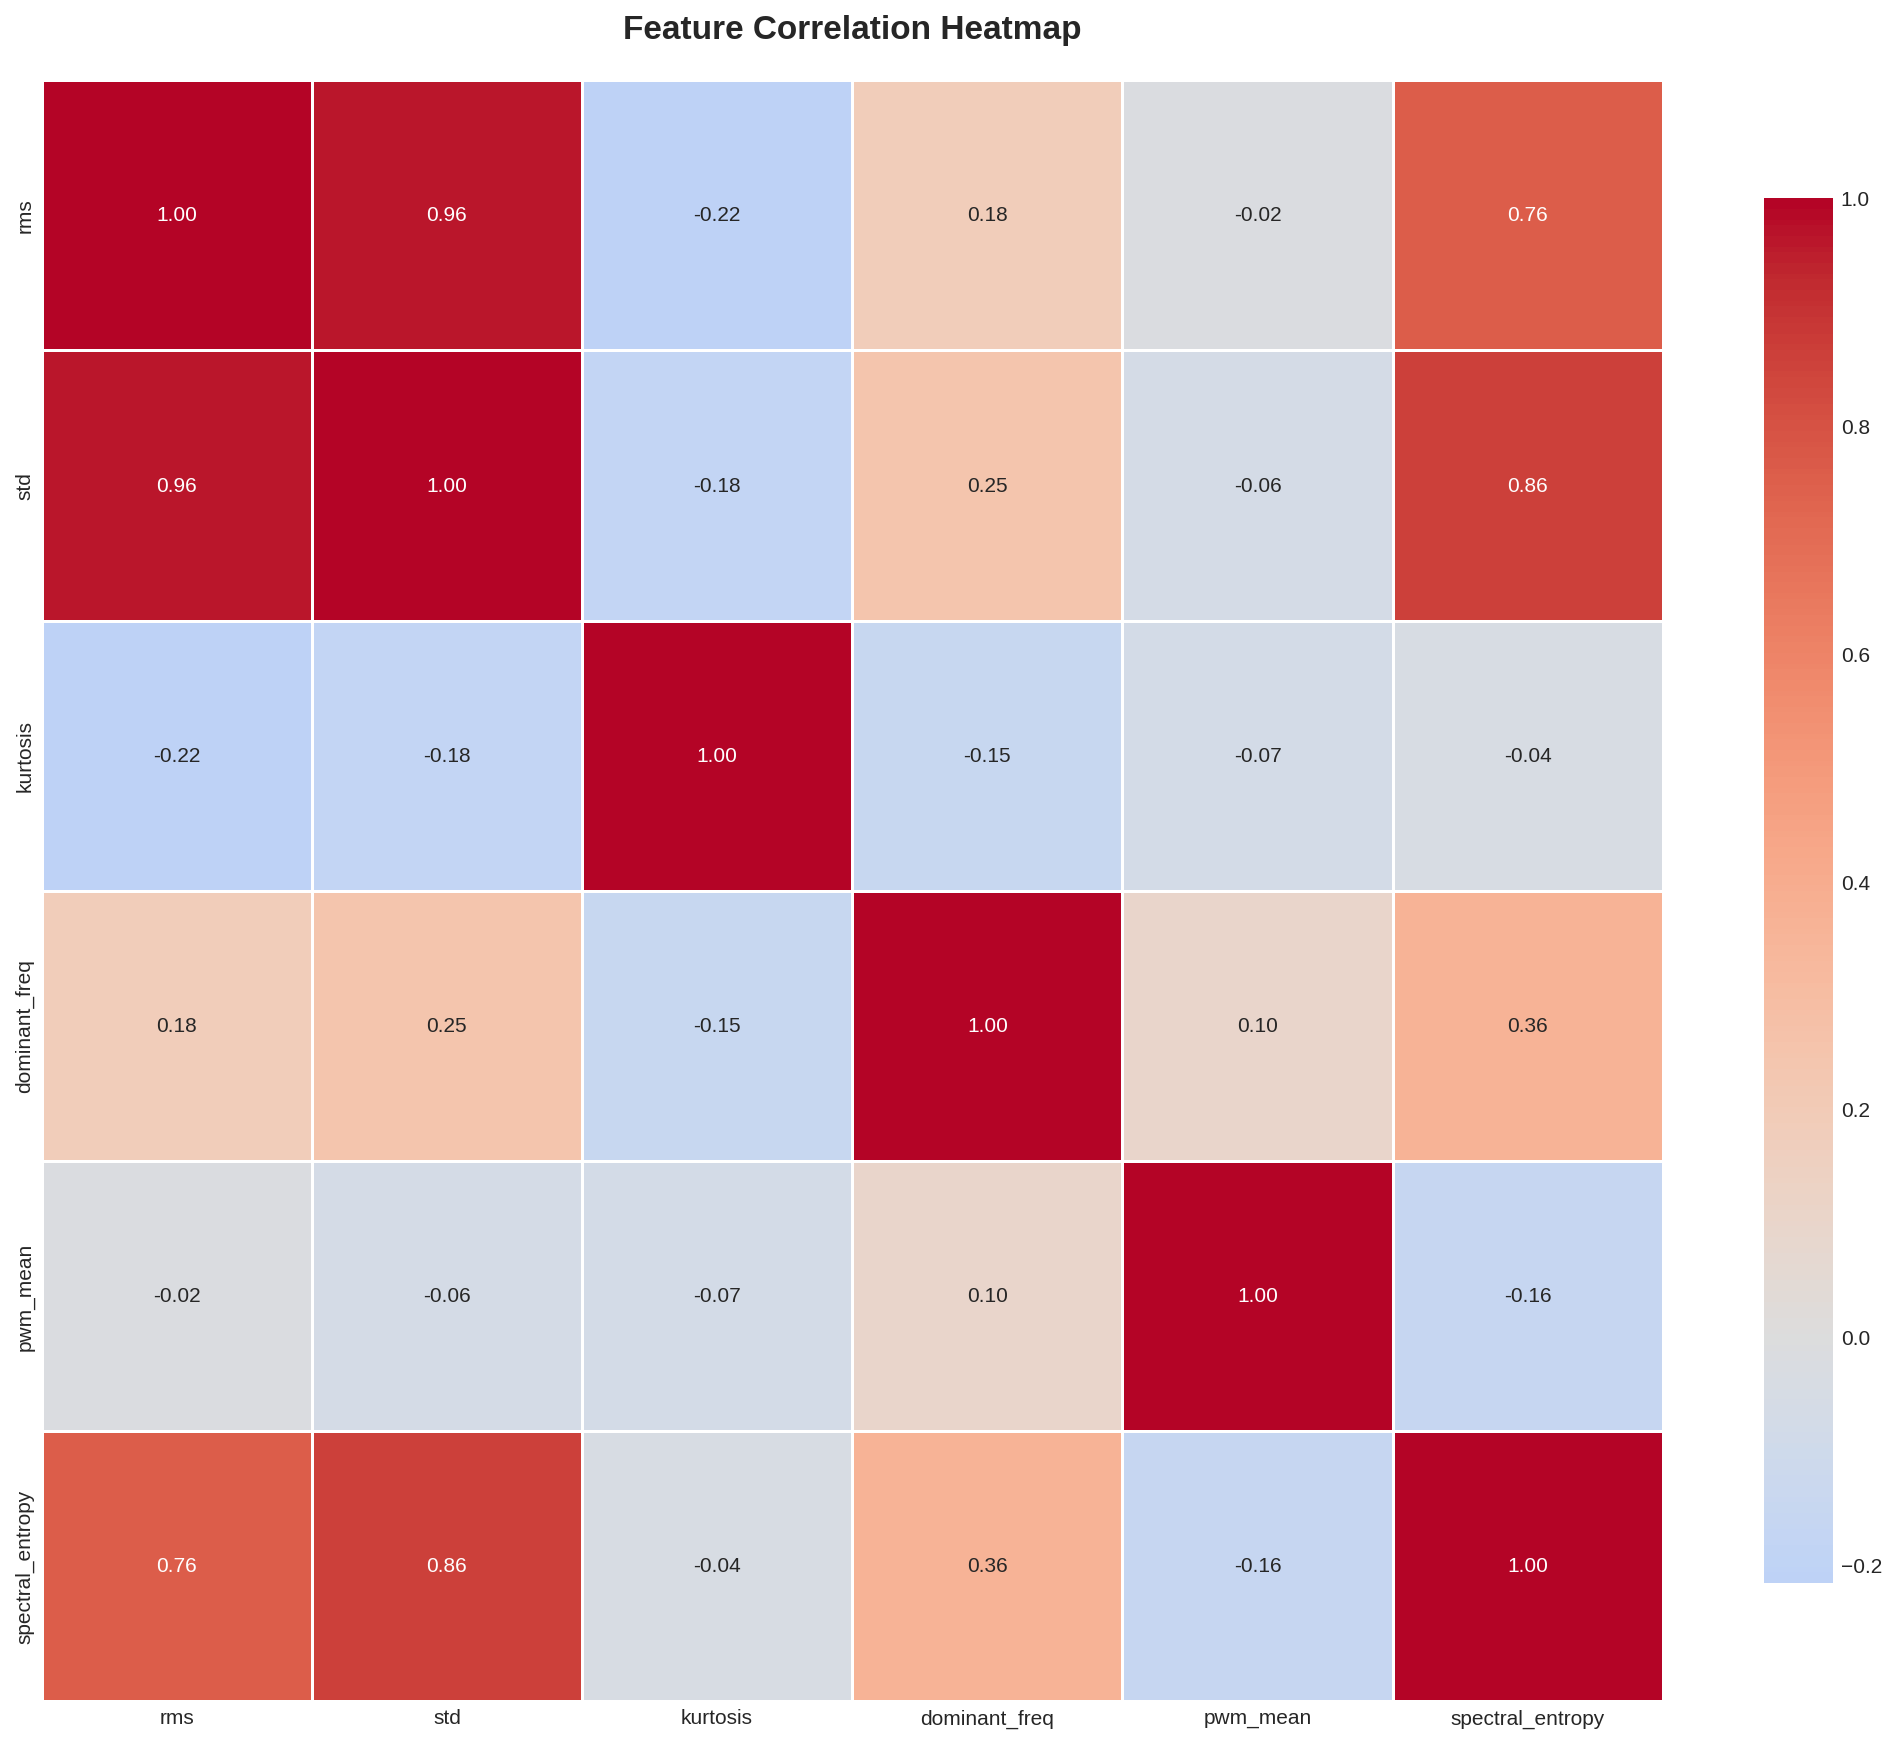 Feature Correlation Heatmap
rms
1.00 0.96 -0.22 0.18 -0.02 0.76
std
0.96 1.00 -0.18 0.25 -0.06 0.86
kurtosis
-0.22 -0.18 1.00 -0.15 -0.07 -0.04
dominant_freq
0.18 0.25 -0.15 1.00 0.10 0.36
pwm_mean
-0.02 -0.06 -0.07 0.10 1.00 -0.16
spectral_entropy
0.76 0.86 -0.04 0.36 -0.16 1.00
rms std kurtosis dominant_freq pwm_mean spectral_entropy
1.0
0.8
0.6
0.4
0.2
0.0
−0.2